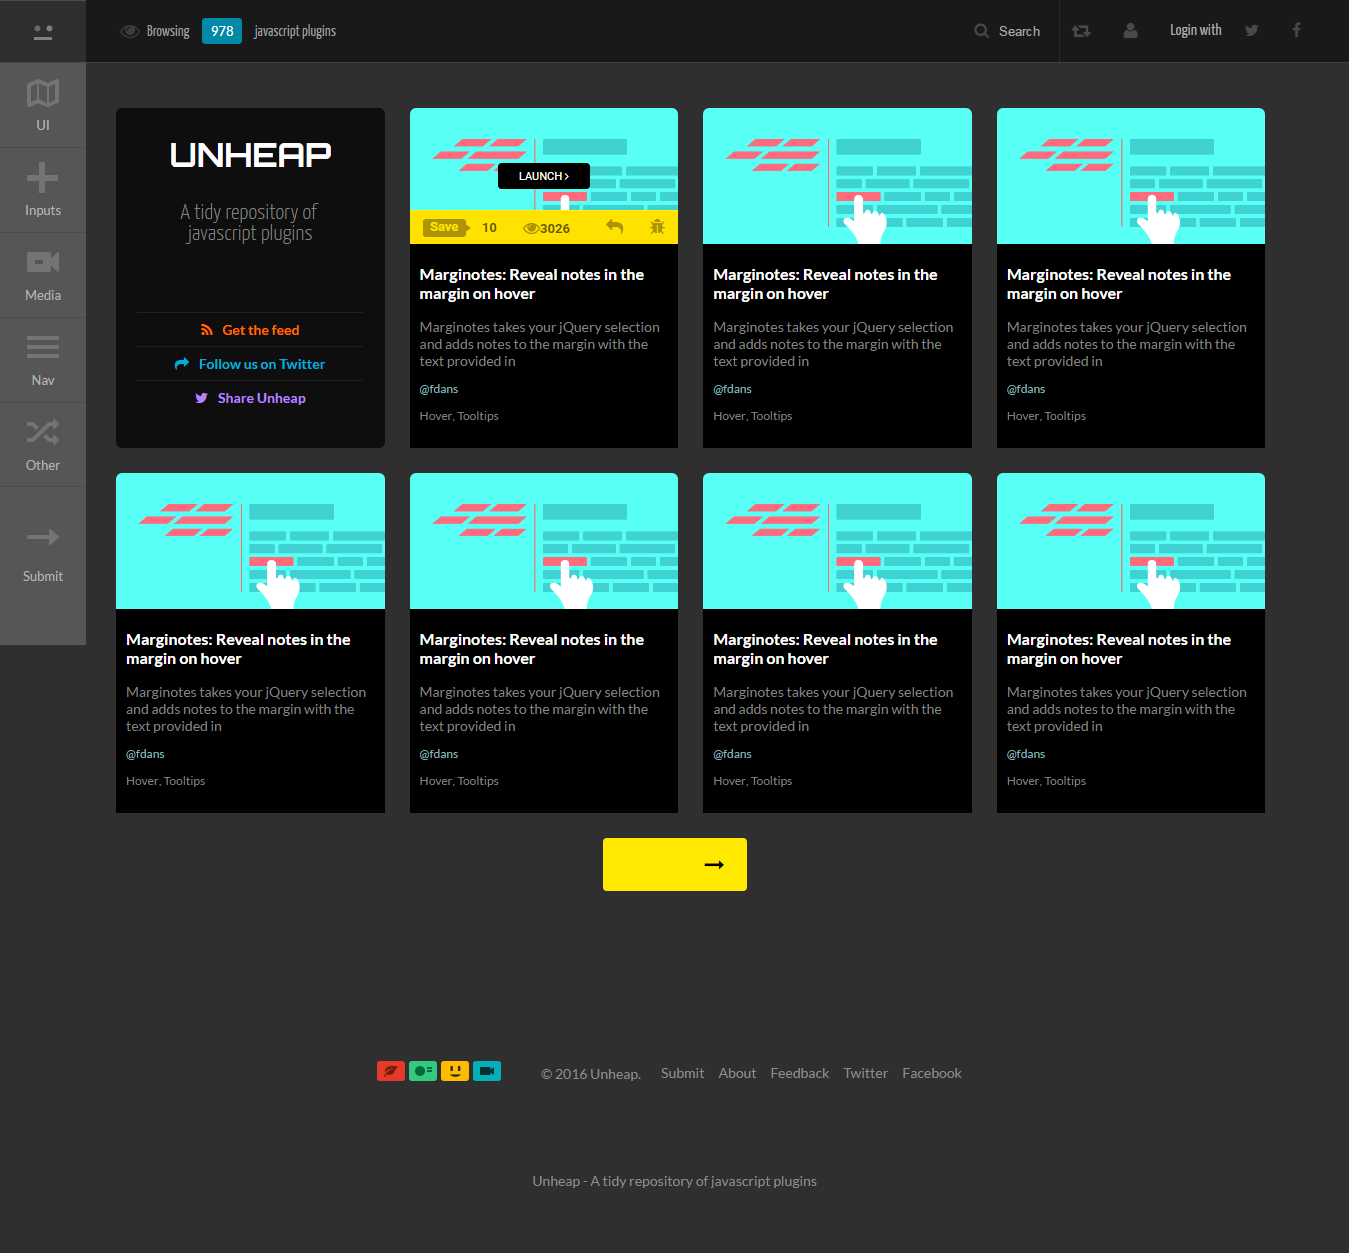 Browsing 978 javascript plugins
Search
Login with
UI
Inputs
Media
Nav
Other
Submit
UNHEAP
A tidy repository of
javascript plugins
Get the feed
Follow us on Twitter
Share Unheap
LAUNCH
Save 10 3026
Marginotes: Reveal notes in the
margin on hover
Marginotes takes your jQuery selection
and adds notes to the margin with the
text provided in
@fdans
Hover, Tooltips
Marginotes: Reveal notes in the
margin on hover
Marginotes takes your jQuery selection
and adds notes to the margin with the
text provided in
@fdans
Hover, Tooltips
Marginotes: Reveal notes in the
margin on hover
Marginotes takes your jQuery selection
and adds notes to the margin with the
text provided in
@fdans
Hover, Tooltips
Marginotes: Reveal notes in the
margin on hover
Marginotes takes your jQuery selection
and adds notes to the margin with the
text provided in
@fdans
Hover, Tooltips
Marginotes: Reveal notes in the
margin on hover
Marginotes takes your jQuery selection
and adds notes to the margin with the
text provided in
@fdans
Hover, Tooltips
Marginotes: Reveal notes in the
margin on hover
Marginotes takes your jQuery selection
and adds notes to the margin with the
text provided in
@fdans
Hover, Tooltips
Marginotes: Reveal notes in the
margin on hover
Marginotes takes your jQuery selection
and adds notes to the margin with the
text provided in
@fdans
Hover, Tooltips
© 2016 Unheap. Submit About Feedback Twitter Facebook
Unheap - A tidy repository of javascript plugins